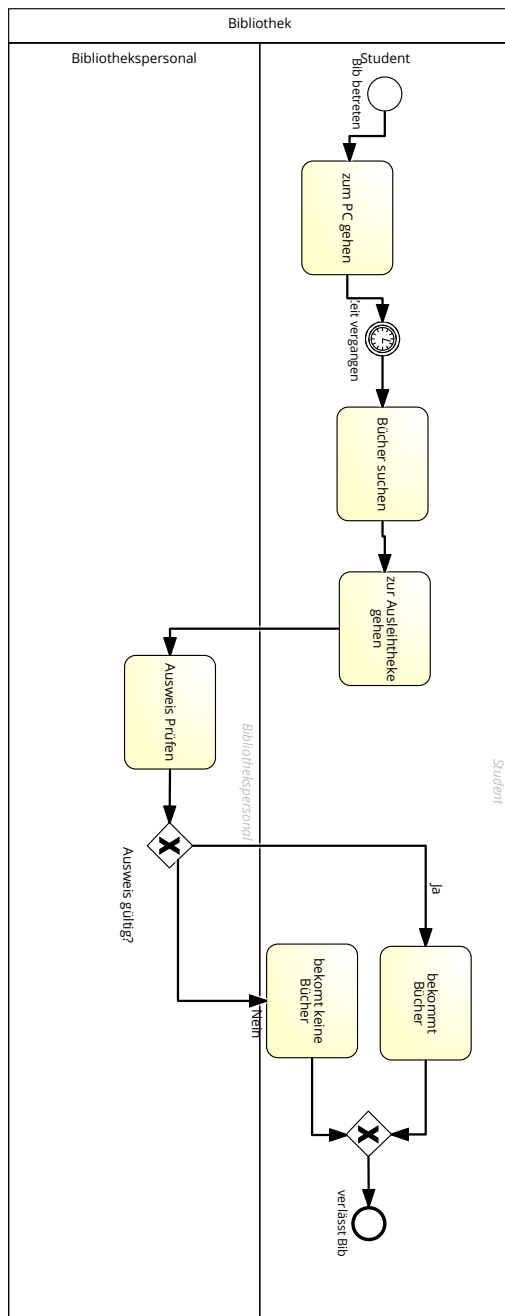 Bibliothek
Bibliothekspersonal
Student
Bib betreten
zum PC gehen
Zeit vergangen
Bücher suchen
zur Ausleihtheke
gehen
Ausweis Prüfen
Bibliothekspersonal
Student
Ausweis gültig?
Ja
Nein
bekommt
Bücher
bekomt keine
Bücher
verlässt Bib